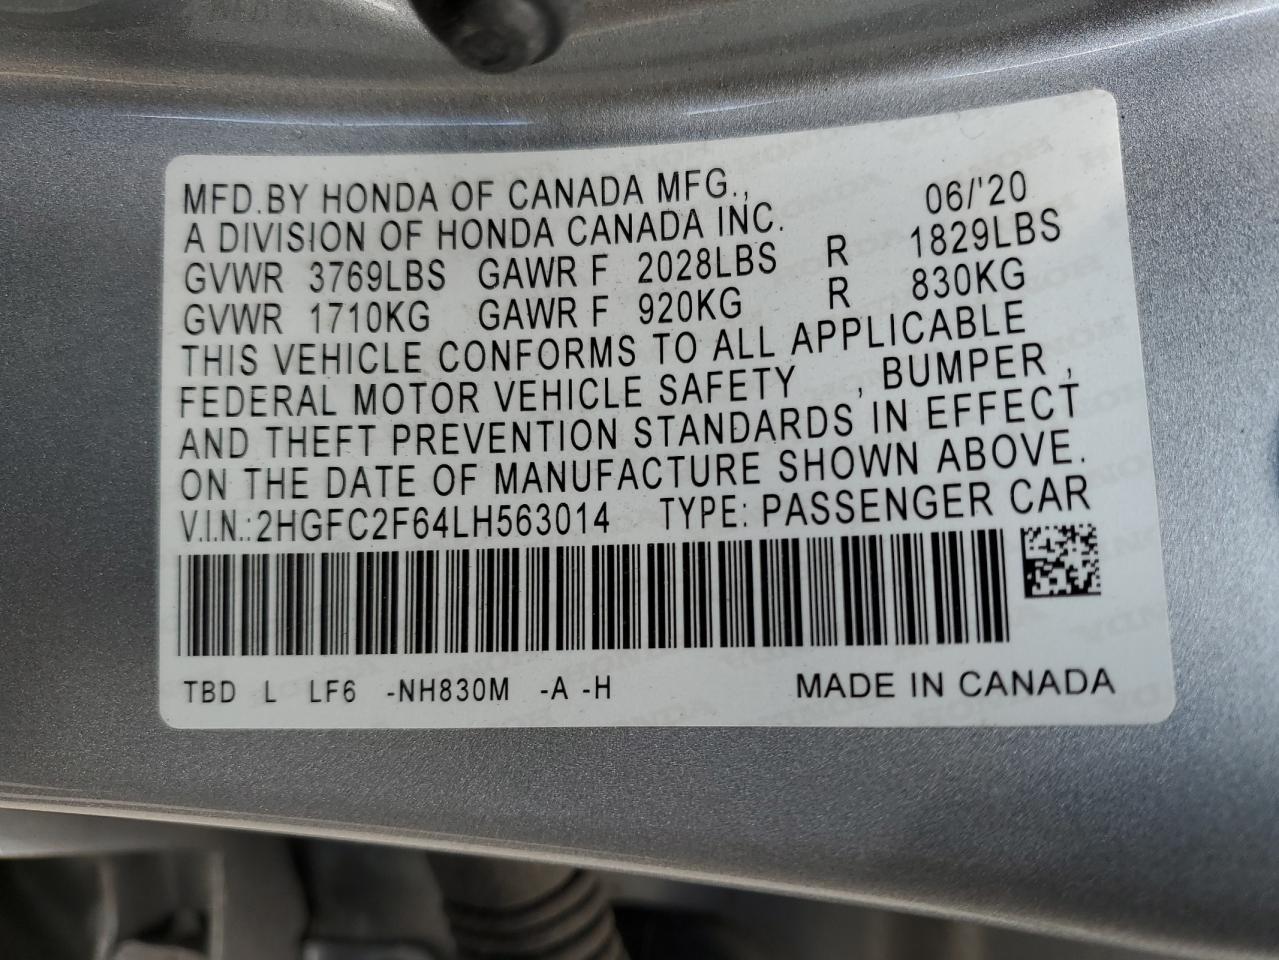 MFD.BY HONDA OF CANADA MFG., 06/'20
A DIVISION OF HONDA CANADA INC.
GVWR 3769LBS GAWR F 2028LBS R 1829LBS
GVWR 1710KG GAWR F 920KG R 830KG
THIS VEHICLE CONFORMS TO ALL APPLICABLE
FEDERAL MOTOR VEHICLE SAFETY , BUMPER ,
AND THEFT PREVENTION STANDARDS IN EFFECT
ON THE DATE OF MANUFACTURE SHOWN ABOVE.
V.I.N.:2HGFC2F64LH563014 TYPE: PASSENGER CAR
TBD L LF6 -NH830M -A -H MADE IN CANADA